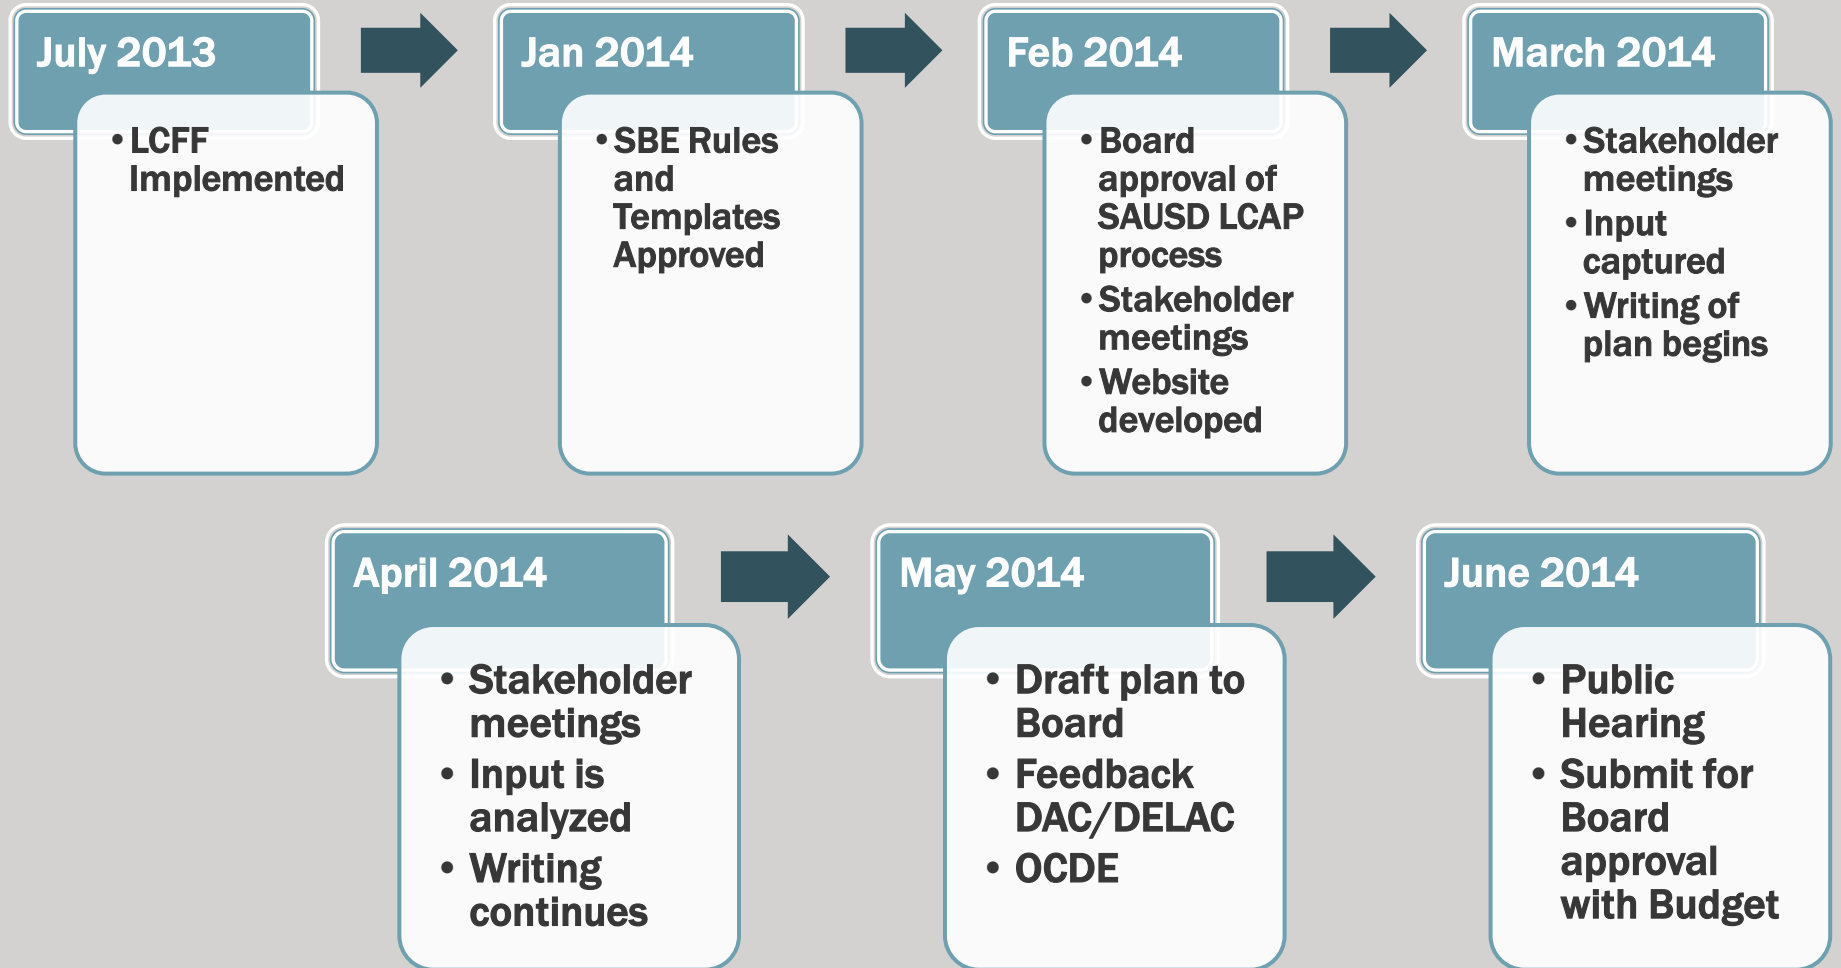 July 2013
• LCFF
Implemented
Jan 2014
• SBE Rules
and
Templates
Approved
Feb 2014
• Board
approval of
SAUSD LCAP
process
• Stakeholder
meetings
• Website
developed
March 2014
• Stakeholder
meetings
• Input
captured
• Writing of
plan begins
April 2014
• Stakeholder
meetings
• Input is
analyzed
• Writing
continues
May 2014
• Draft plan to
Board
• Feedback
DAC/DELAC
• OCDE
June 2014
• Public
Hearing
• Submit for
Board
approval
with Budget